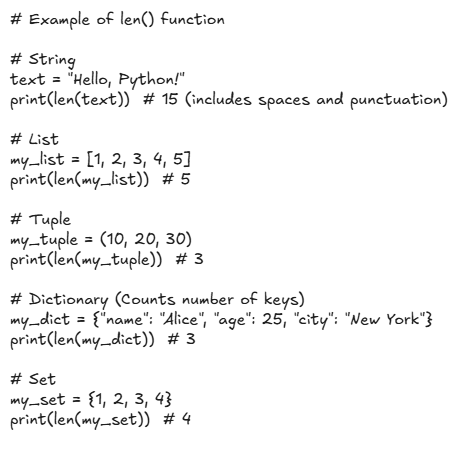 # Example of len() function
# String
text = "Hello, Python!"
print(len(text))  # 15 (includes spaces and punctuation)
# List
my_list = [1, 2, 3, 4, 5]
print(len(my_list))  # 5
# Tuple
my_tuple = (10, 20, 30)
print(len(my_tuple))  # 3
# Dictionary (Counts number of keys)
my_dict = {"name": "Alice", "age": 25, "city": "New York"}
print(len(my_dict))  # 3
# Set
my_set = {1, 2, 3, 4}
print(len(my_set))  # 4